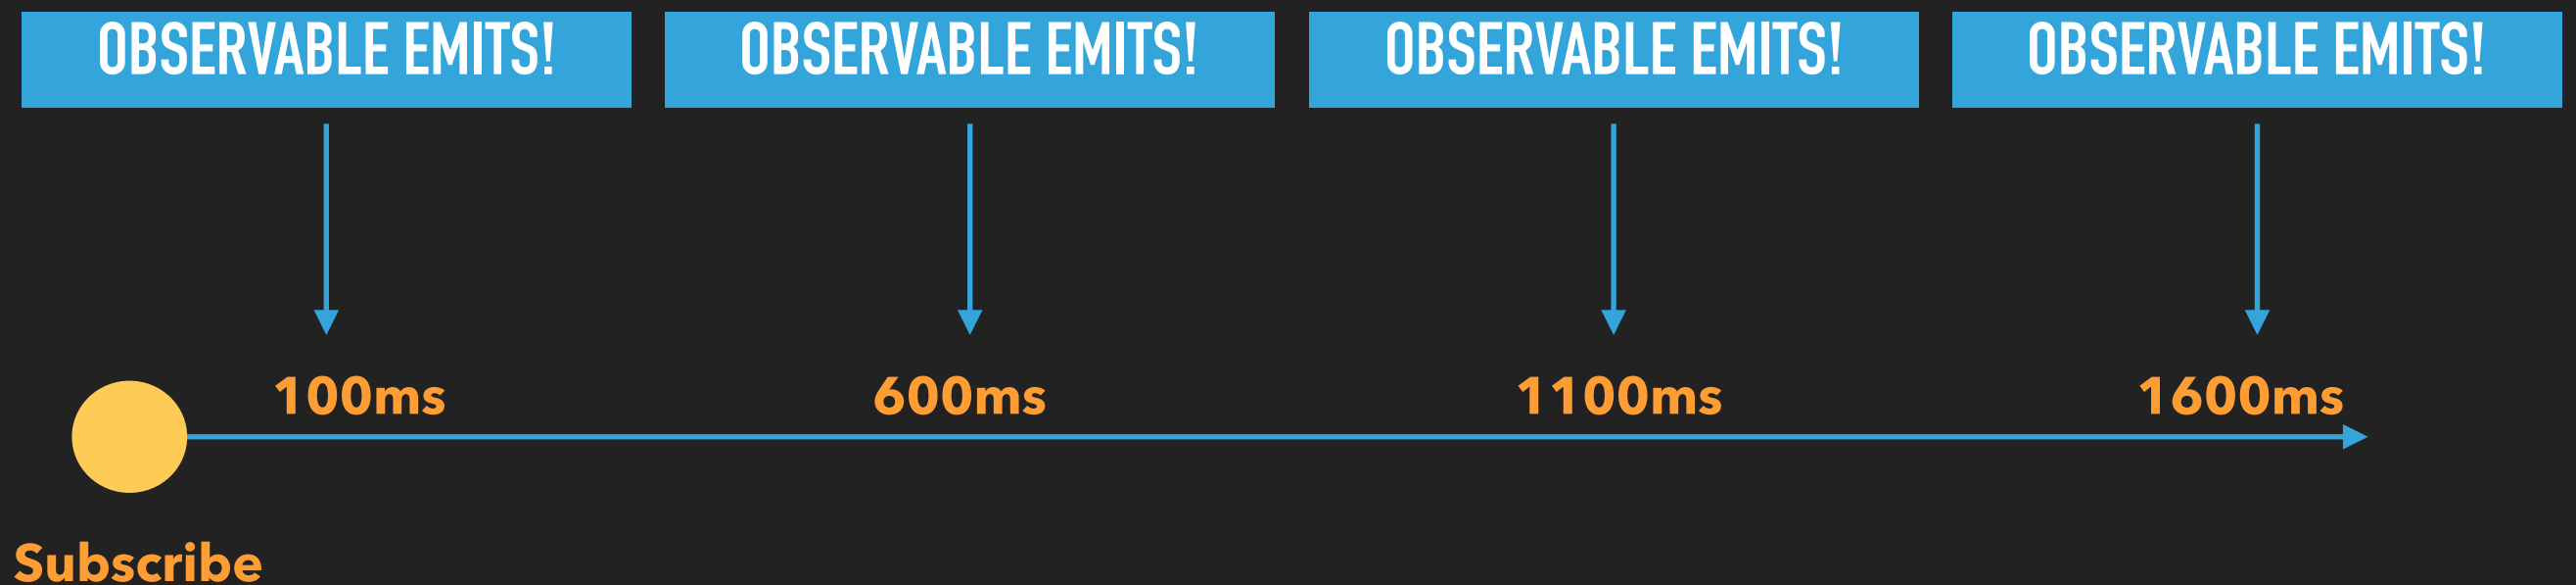 OBSERVABLE EMITS!
OBSERVABLE EMITS!
OBSERVABLE EMITS!
OBSERVABLE EMITS!
100ms
600ms
1100ms
1600ms
Subscribe